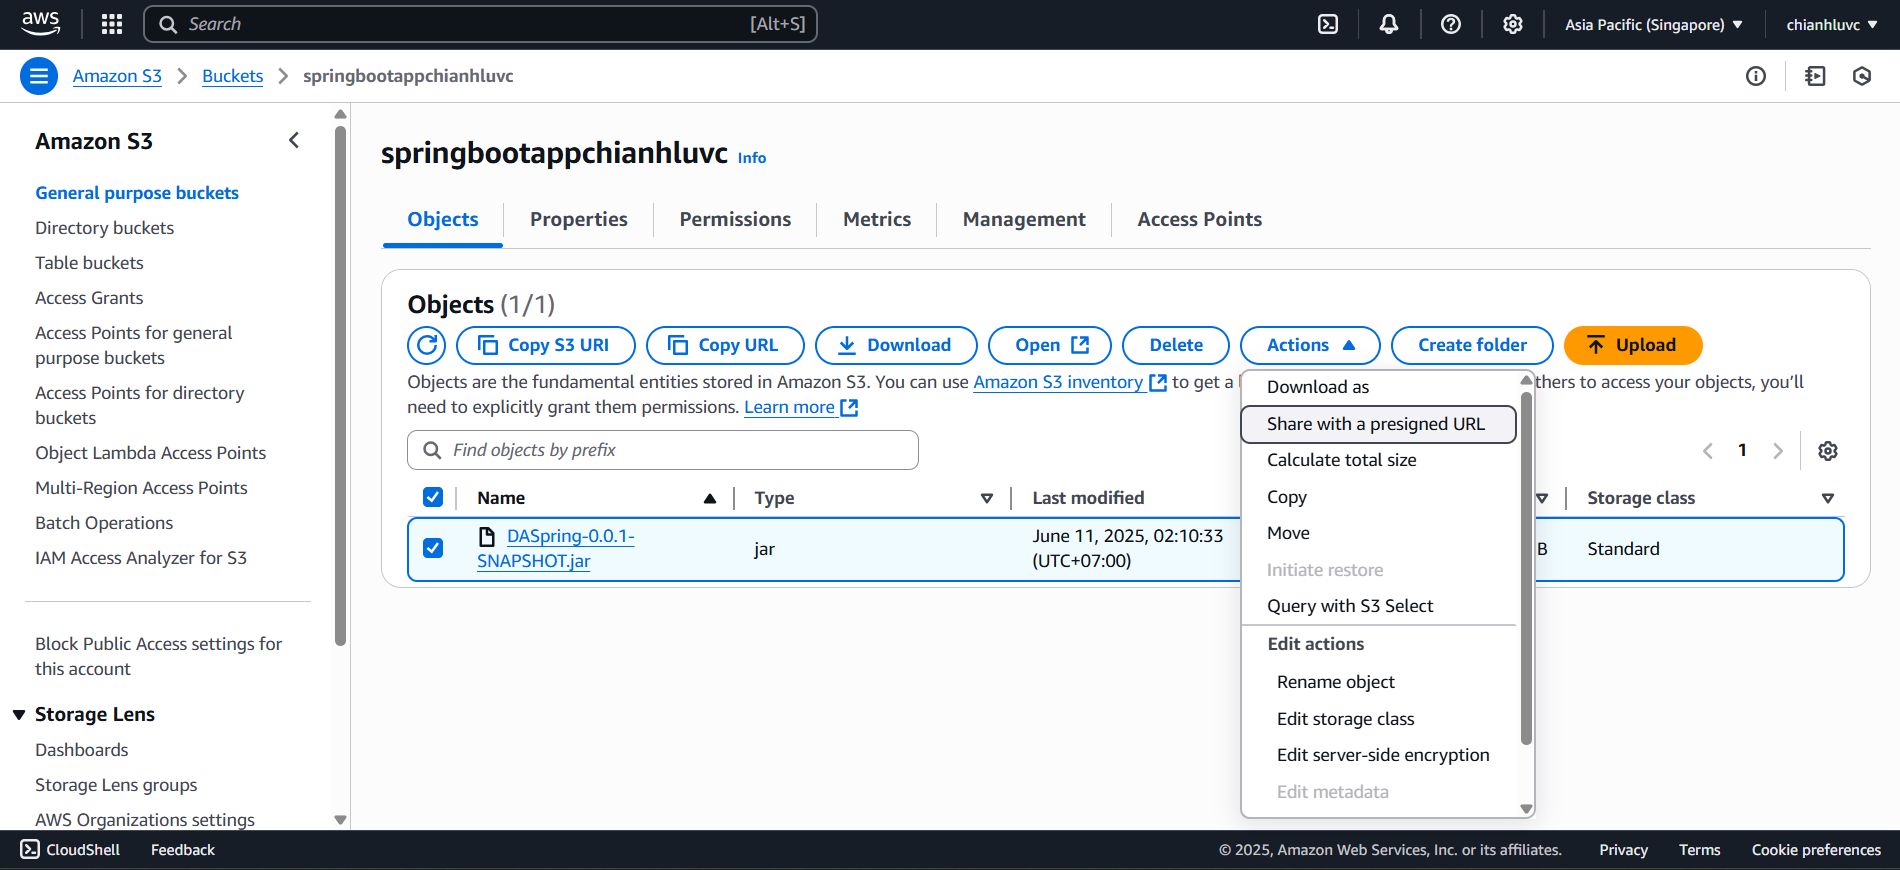 aws
Search [Alt+S]
Asia Pacific (Singapore)
chianhluvc
Amazon S3
Buckets
springbootappchianhluvc
Amazon S3
General purpose buckets
Directory buckets
Table buckets
Access Grants
Access Points for general
purpose buckets
Access Points for directory
buckets
Object Lambda Access Points
Multi-Region Access Points
Batch Operations
IAM Access Analyzer for S3
Block Public Access settings for
this account
Storage Lens
Dashboards
Storage Lens groups
AWS Organizations settings
springbootappchianhluvc Info
Objects
Properties
Permissions
Metrics
Management
Access Points
Objects (1/1)
Copy S3 URI
Copy URL
Download
Open
Delete
Actions
Create folder
Upload
Objects are the fundamental entities stored in Amazon S3. You can use Amazon S3 inventory to get a thers to access your objects, you'll
need to explicitly grant them permissions. Learn more
Find objects by prefix
1
Name
Type
Last modified
Storage class
DASpring-0.0.1-
SNAPSHOT.jar
jar
June 11, 2025, 02:10:33
(UTC+07:00)
B
Standard
Download as
Share with a presigned URL
Calculate total size
Copy
Move
Initiate restore
Query with S3 Select
Edit actions
Rename object
Edit storage class
Edit server-side encryption
Edit metadata
CloudShell
Feedback
© 2025, Amazon Web Services, Inc. or its affiliates.
Privacy
Terms
Cookie preferences